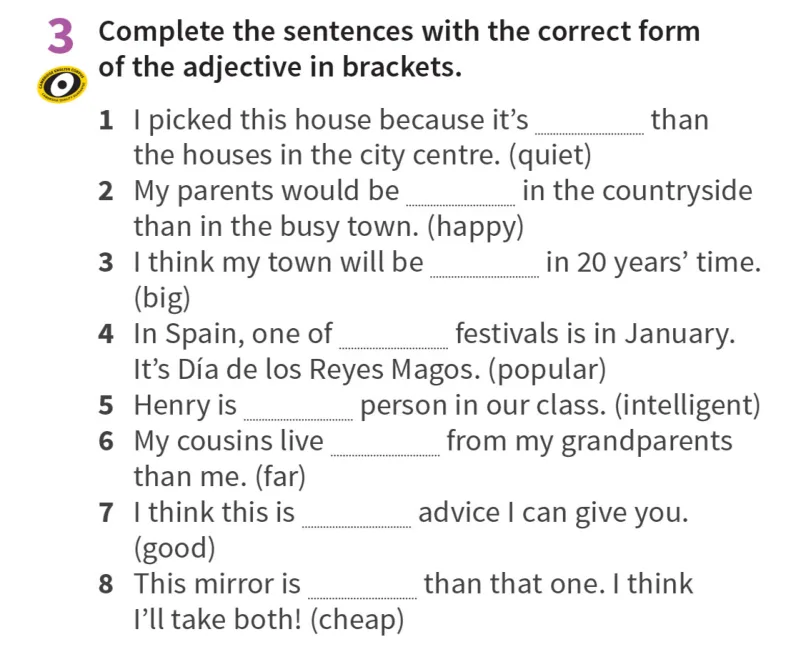 3 Complete the sentences with the correct form
of the adjective in brackets.
1 I picked this house because it’s ________ than
the houses in the city centre. (quiet)
2 My parents would be ________ in the countryside
than in the busy town. (happy)
3 I think my town will be ________ in 20 years’ time.
(big)
4 In Spain, one of ________ festivals is in January.
It’s Día de los Reyes Magos. (popular)
5 Henry is ________ person in our class. (intelligent)
6 My cousins live ________ from my grandparents
than me. (far)
7 I think this is ________ advice I can give you.
(good)
8 This mirror is ________ than that one. I think
I’ll take both! (cheap)